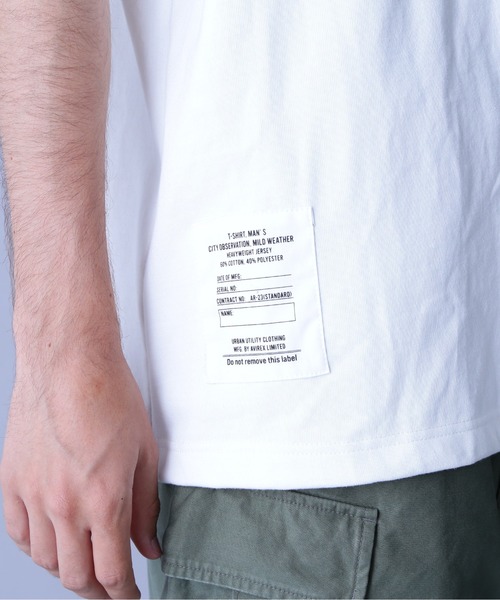 T-SHIRT, MAN'S
CITY OBSERVATION, MILD WEATHER
HEAVYWEIGHT JERSEY
60% COTTON, 40% POLYESTER
DATE OF MFG:
SERIAL NO:
CONTRACT NO: AR-23(STANDARD)
NAME:
URBAN UTILITY CLOTHING
MFG. BY AVIREX LIMITED
Do not remove this label